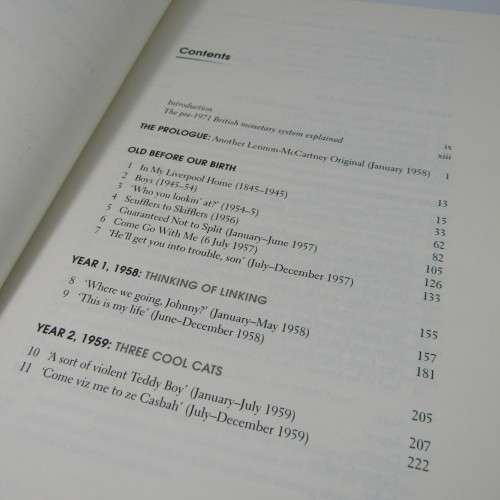 Contents
Introduction ix
The pre-1971 British monetary system explained xiii
THE PROLOGUE: Another Lennon-McCartney Original (January 1958) 1
OLD BEFORE OUR BIRTH 13
1 In My Liverpool Home (1845–1945) 15
2 Boys (1945–54) 33
3 ‘Who you lookin’ at?’ (1954–5) 62
4 Scufflers to Skifflers (1956) 82
5 Guaranteed Not to Split (January–June 1957) 105
6 Come Go With Me (6 July 1957) 126
7 ‘He’ll get you into trouble, son’ (July–December 1957) 133
YEAR 1, 1958: THINKING OF LINKING 155
8 ‘Where we going, Johnny?’ (January–May 1958) 157
9 ‘This is my life’ (June–December 1958) 181
YEAR 2, 1959: THREE COOL CATS 205
10 ‘A sort of violent Teddy Boy’ (January–July 1959) 207
11 ‘Come viz me to ze Casbah’ (July–December 1959) 222